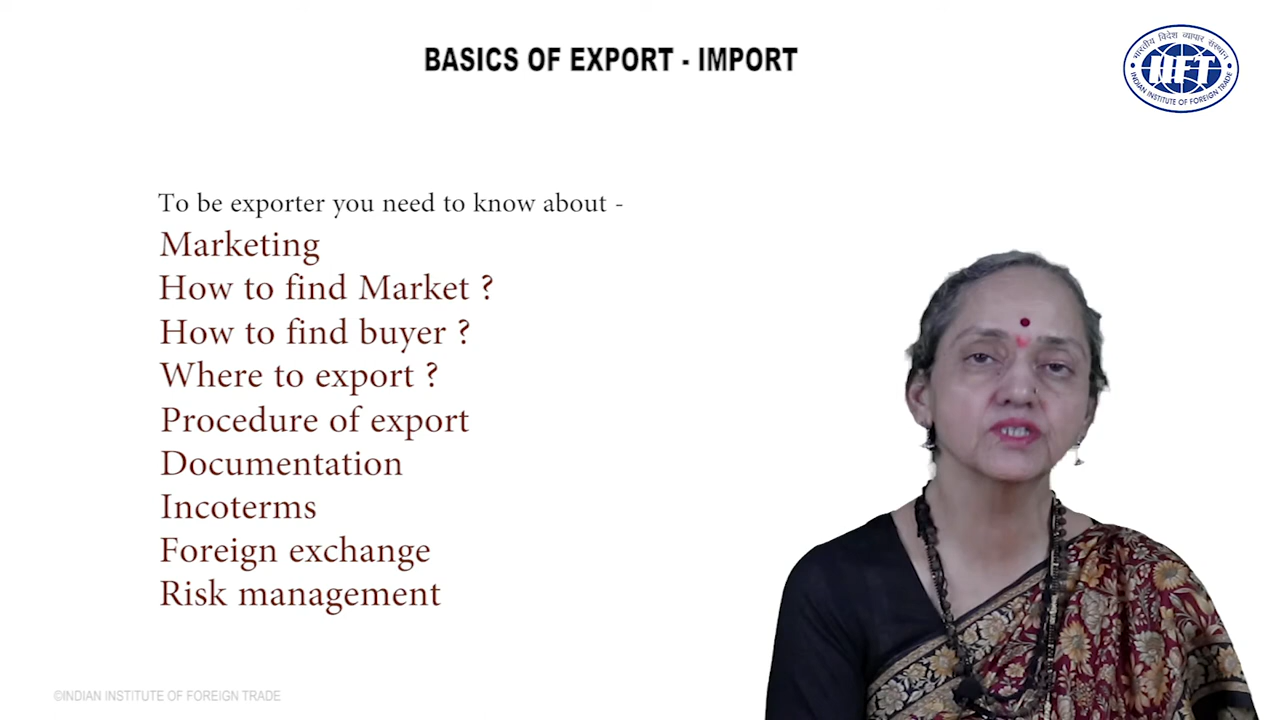 BASICS OF EXPORT - IMPORT
भारतीय विदेश व्यापार संस्थान
IIFT
INDIAN INSTITUTE OF FOREIGN TRADE
To be exporter you need to know about -
Marketing
How to find Market ?
How to find buyer ?
Where to export ?
Procedure of export
Documentation
Incoterms
Foreign exchange
Risk management
©INDIAN INSTITUTE OF FOREIGN TRADE